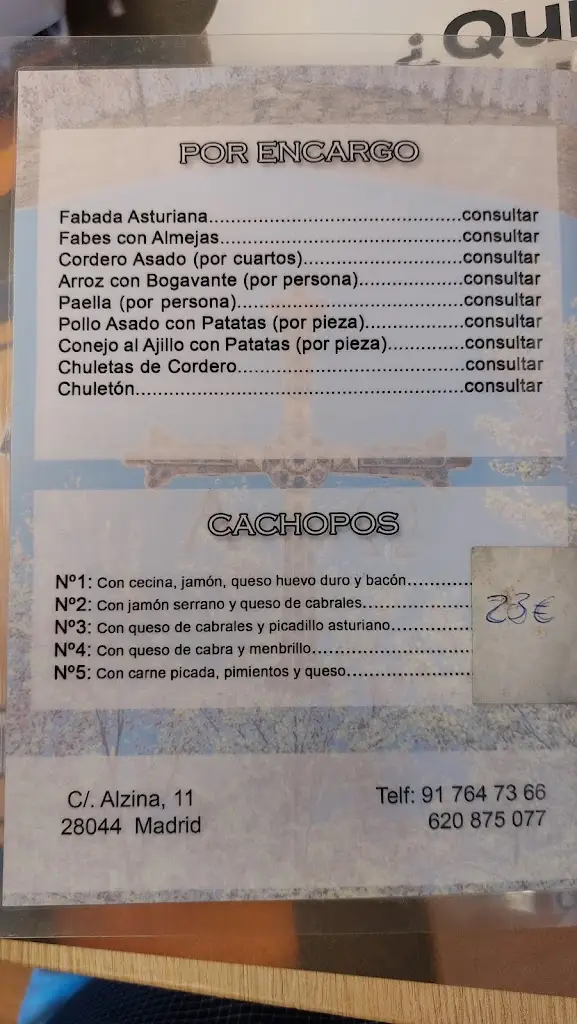 ¿Qui
POR ENCARGO
Fabada Asturiana..............................................consultar
Fabes con Almejas............................................consultar
Cordero Asado (por cuartos).............................consultar
Arroz con Bogavante (por persona)...................consultar
Paella (por persona).........................................consultar
Pollo Asado con Patatas (por pieza)..................consultar
Conejo al Ajillo con Patatas (por pieza)..............consultar
Chuletas de Cordero.........................................consultar
Chuletón...........................................................consultar
CACHOPOS
Nº1: Con cecina, jamón, queso huevo duro y bacón..............
Nº2: Con jamón serrano y queso de cabrales........................
Nº3: Con queso de cabrales y picadillo asturiano..................
Nº4: Con queso de cabra y menbrillo...................................
Nº5: Con carne picada, pimientos y queso............................
23€
C/. Alzina, 11
28044 Madrid
Telf: 91 764 73 66
620 875 077